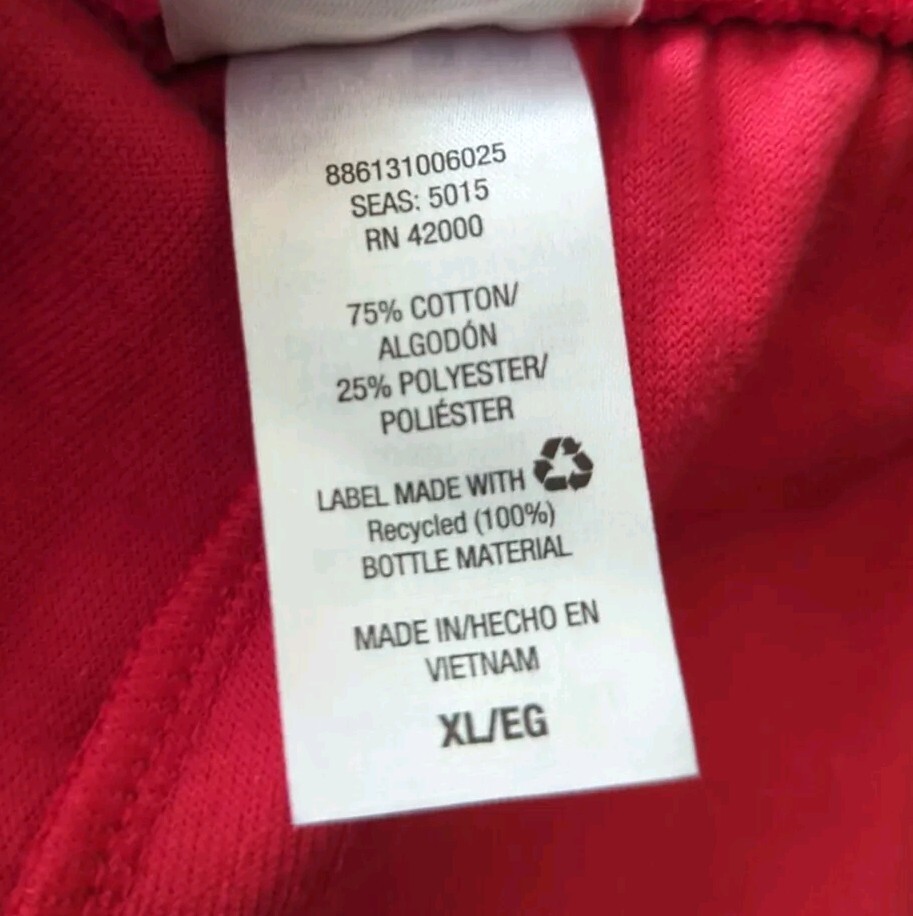 886131006025
SEAS: 5015
RN 42000
75% COTTON/
ALGODÓN
25% POLYESTER/
POLIÉSTER
LABEL MADE WITH
Recycled (100%)
BOTTLE MATERIAL
MADE IN/HECHO EN
VIETNAM
XL/EG